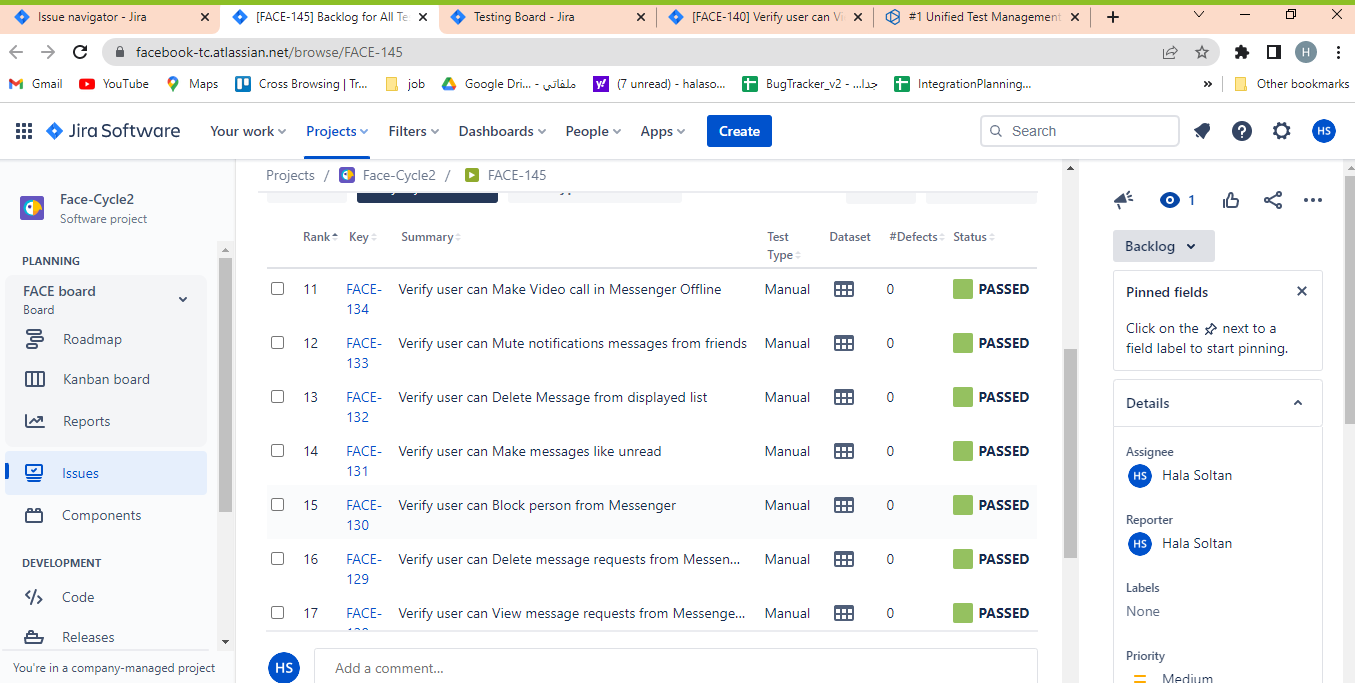 Issue navigator - Jira
[FACE-145] Backlog for All Te
Testing Board - Jira
[FACE-140] Verify user can Vi
#1 Unified Test Management
facebook-tc.atlassian.net/browse/FACE-145
H
Gmail
YouTube
Maps
Cross Browsing | Tr...
job
Google Dri... - ملفاتي
(7 unread) - halaso...
BugTracker_v2 - ...جدا
IntegrationPlanning...
»
Other bookmarks
Jira Software
Your work
Projects
Filters
Dashboards
People
Apps
Create
Search
HS
Face-Cycle2
Software project
PLANNING
FACE board
Board
Roadmap
Kanban board
Reports
Issues
Components
DEVELOPMENT
Code
Releases
You're in a company-managed project
Projects / Face-Cycle2 / FACE-145
Rank Key Summary Test Type Dataset #Defects Status
11 FACE-134 Verify user can Make Video call in Messenger Offline Manual 0 PASSED
12 FACE-133 Verify user can Mute notifications messages from friends Manual 0 PASSED
13 FACE-132 Verify user can Delete Message from displayed list Manual 0 PASSED
14 FACE-131 Verify user can Make messages like unread Manual 0 PASSED
15 FACE-130 Verify user can Block person from Messenger Manual 0 PASSED
16 FACE-129 Verify user can Delete message requests from Messen... Manual 0 PASSED
17 FACE- Verify user can View message requests from Messenge... Manual 0 PASSED
HS
Add a comment...
1
Backlog
Pinned fields
Click on the next to a
field label to start pinning.
Details
Assignee
HS Hala Soltan
Reporter
HS Hala Soltan
Labels
None
Priority
Medium